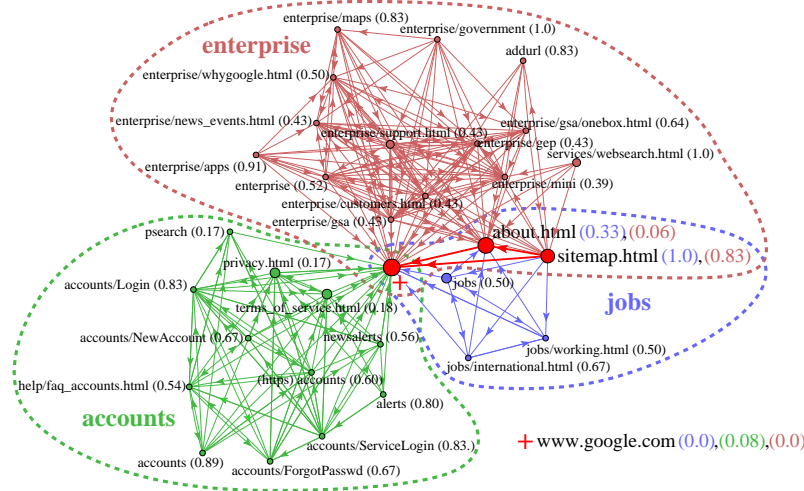 enterprise/maps (0.83)
enterprise/government (1.0)
enterprise
addurl (0.83)
enterprise/whygoogle.html (0.50)
enterprise/news_events.html (0.43)
enterprise/gsa/onebox.html (0.64)
enterprise/support.html (0.43)
enterprise/gep (0.43)
services/websearch.html (1.0)
enterprise/apps (0.91)
enterprise (0.52)
enterprise/mini (0.39)
enterprise/customers.html (0.43)
enterprise/gsa (0.43)
psearch (0.17)
about.html (0.33),(0.06)
sitemap.html (1.0),(0.83)
privacy.html (0.17)
accounts/Login (0.83)
jobs (0.50)
jobs
terms_of_service.html (0.18)
accounts/NewAccount (0.67)
newsalerts (0.56)
jobs/working.html (0.50)
jobs/international.html (0.67)
help/faq_accounts.html (0.54)
(https) accounts (0.60)
alerts (0.80)
accounts
accounts/ServiceLogin (0.83.)
+ www.google.com (0.0),(0.08),(0.0)
accounts (0.89)
accounts/ForgotPasswd (0.67)